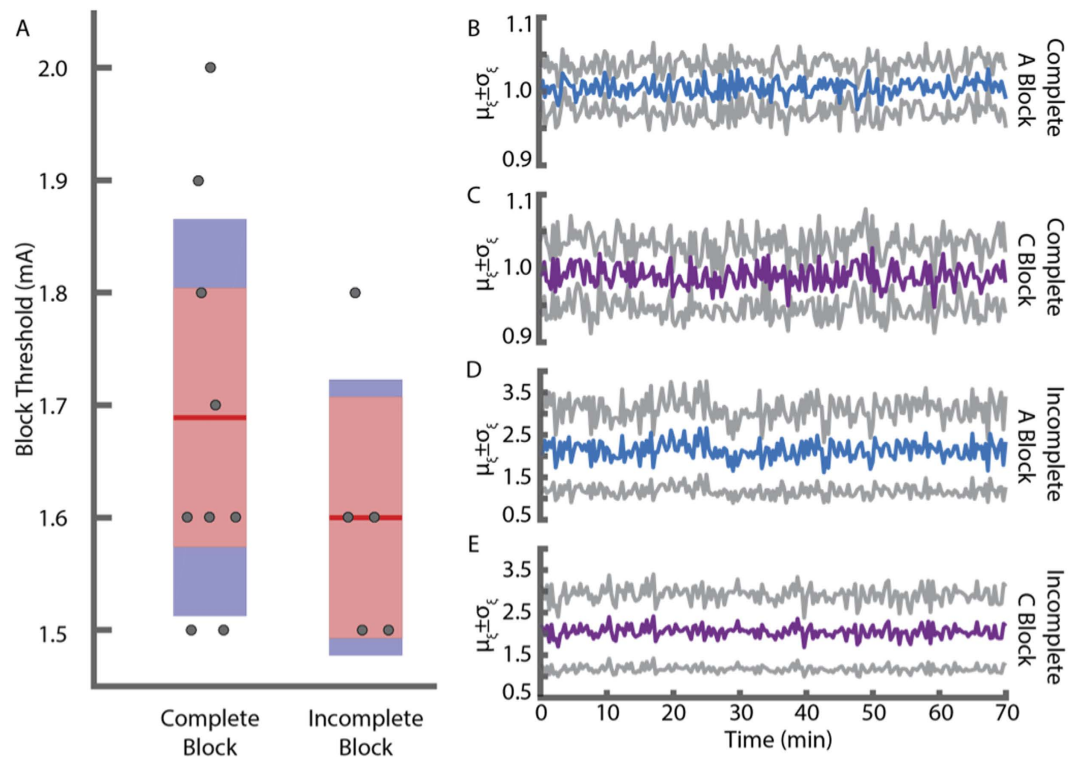 A
Block Threshold (mA)
2.0
1.9
1.8
1.7
1.6
1.5
Complete
Block
Incomplete
Block
B
μξ±σξ
1.1
1.0
0.9
Complete
A Block
C
μξ±σξ
1.1
1.0
0.9
Complete
C Block
D
μξ±σξ
3.5
2.5
1.5
0.5
Incomplete
A Block
E
μξ±σξ
3.5
2.5
1.5
0.5
Incomplete
C Block
0 10 20 30 40 50 60 70
Time (min)